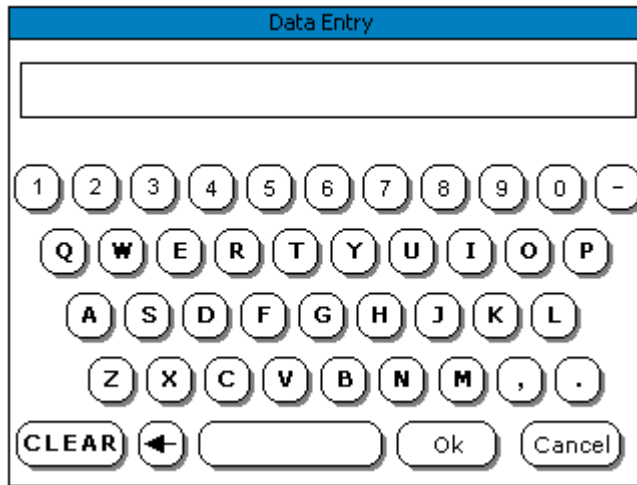 Data Entry
1 2 3 4 5 6 7 8 9 0 -
Q W E R T Y U I O P
A S D F G H J K L
Z X C V B N M , .
CLEAR Ok Cancel